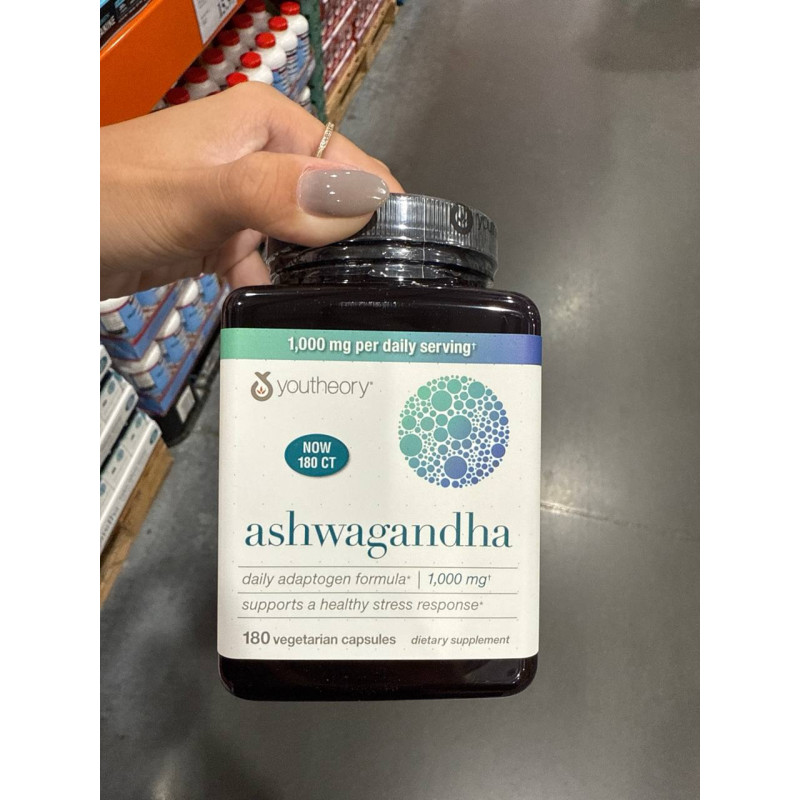 1,000 mg per daily serving†
youtheory®
NOW
180 CT
ashwagandha
daily adaptogen formula* | 1,000 mg†
supports a healthy stress response*
180 vegetarian capsules dietary supplement